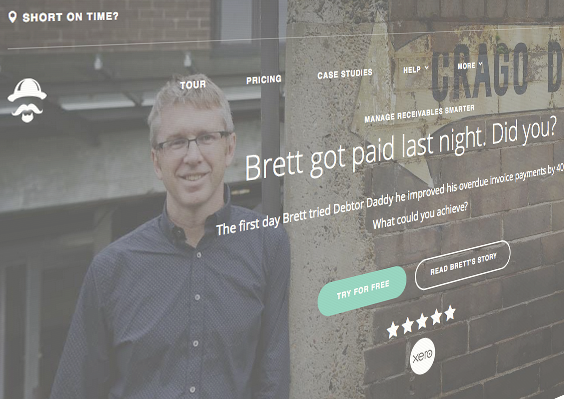 SHORT ON TIME?
TOUR PRICING CASE STUDIES HELP MORE
CRAGO D
MANAGE RECEIVABLES SMARTER
Brett got paid last night. Did you?
The first day Brett tried Debtor Daddy he improved his overdue invoice payments by 40
What could you achieve?
TRY FOR FREE
READ BRETT'S STORY
xero